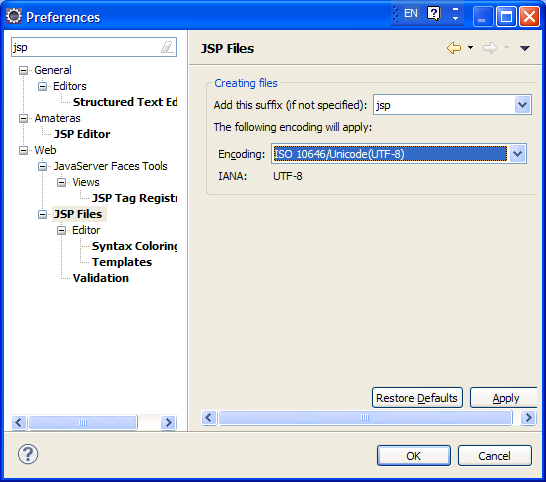 Preferences
EN
jsp
General
Editors
Structured Text Ed
Amateras
JSP Editor
Web
JavaServer Faces Tools
Views
JSP Tag Registr
JSP Files
Editor
Syntax Coloring
Templates
Validation
JSP Files
Creating files
Add this suffix (if not specified): jsp
The following encoding will apply:
Encoding: ISO 10646/Unicode(UTF-8)
IANA: UTF-8
Restore Defaults Apply
OK Cancel